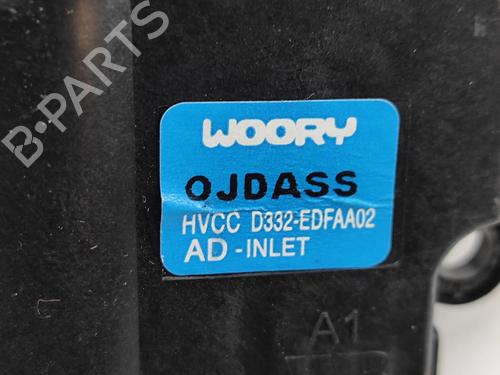 WOORY
OJDASS
HVCC D332-EDFAA02
AD -INLET
A1
B-PARTS